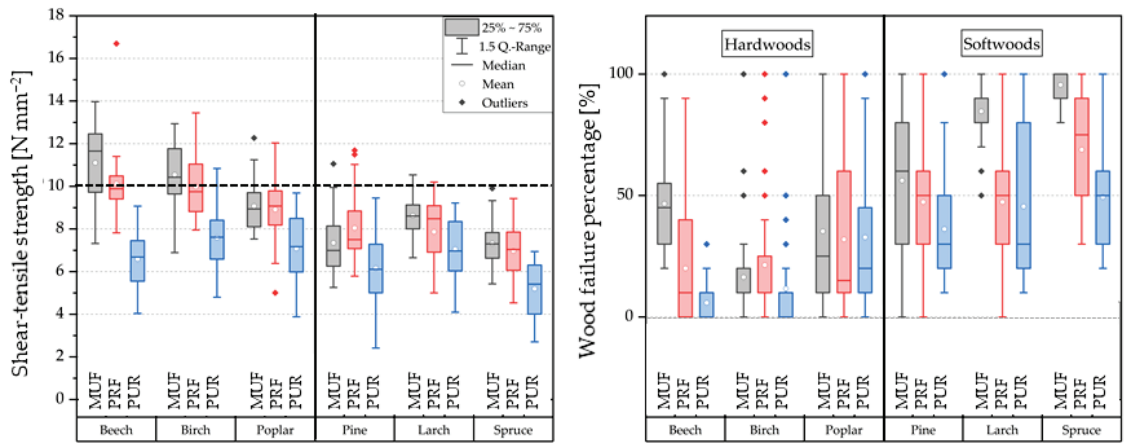 Shear-tensile strength [N mm⁻²]
18
16
14
12
10
8
6
4
2
0
25% ~ 75%
1.5 Q.-Range
Median
Mean
Outliers
MUF PRF PUR MUF PRF PUR MUF PRF PUR MUF PRF PUR MUF PRF PUR MUF PRF PUR
Beech Birch Poplar Pine Larch Spruce
Wood failure percentage [%]
100
50
0
Hardwoods Softwoods
MUF PRF PUR MUF PRF PUR MUF PRF PUR MUF PRF PUR MUF PRF PUR MUF PRF PUR
Beech Birch Poplar Pine Larch Spruce